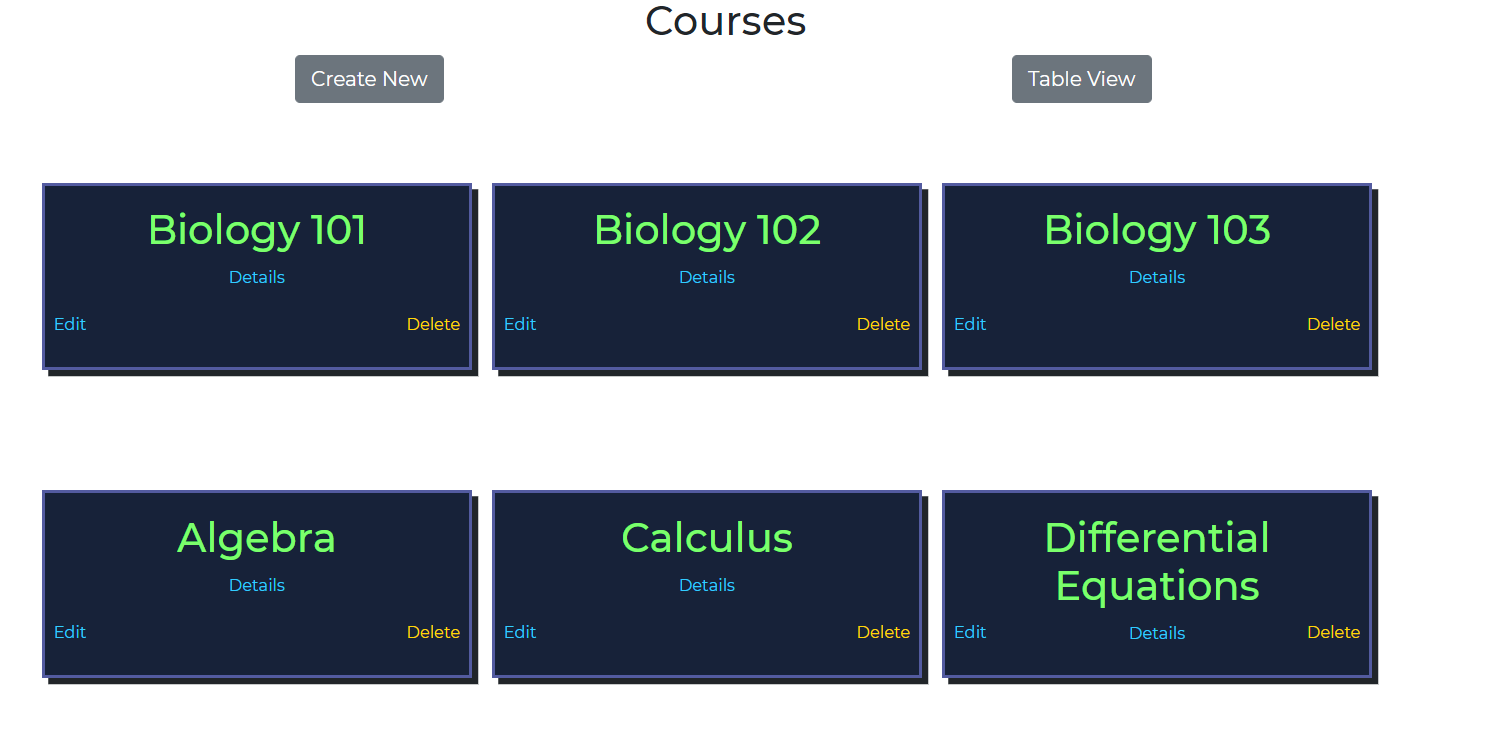 Courses
Create New Table View
Biology 101 Biology 102 Biology 103
Details Details Details
Edit Delete Edit Delete Edit Delete
Algebra Calculus Differential
Equations
Details Details
Edit Delete Edit Delete Edit Details Delete